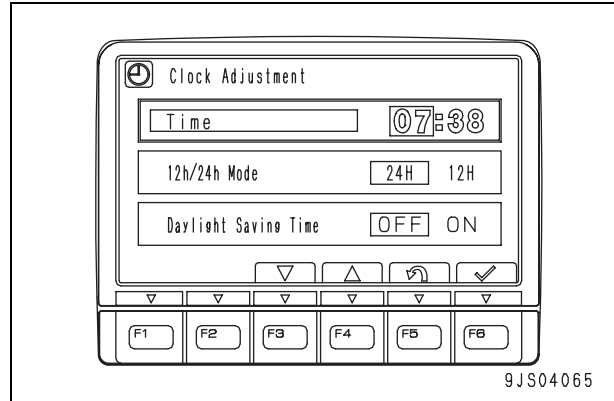 Clock Adjustment
Time 07:38
12h/24h Mode 24H 12H
Daylight Saving Time OFF ON
F1 F2 F3 F4 F5 F6
9JS04065